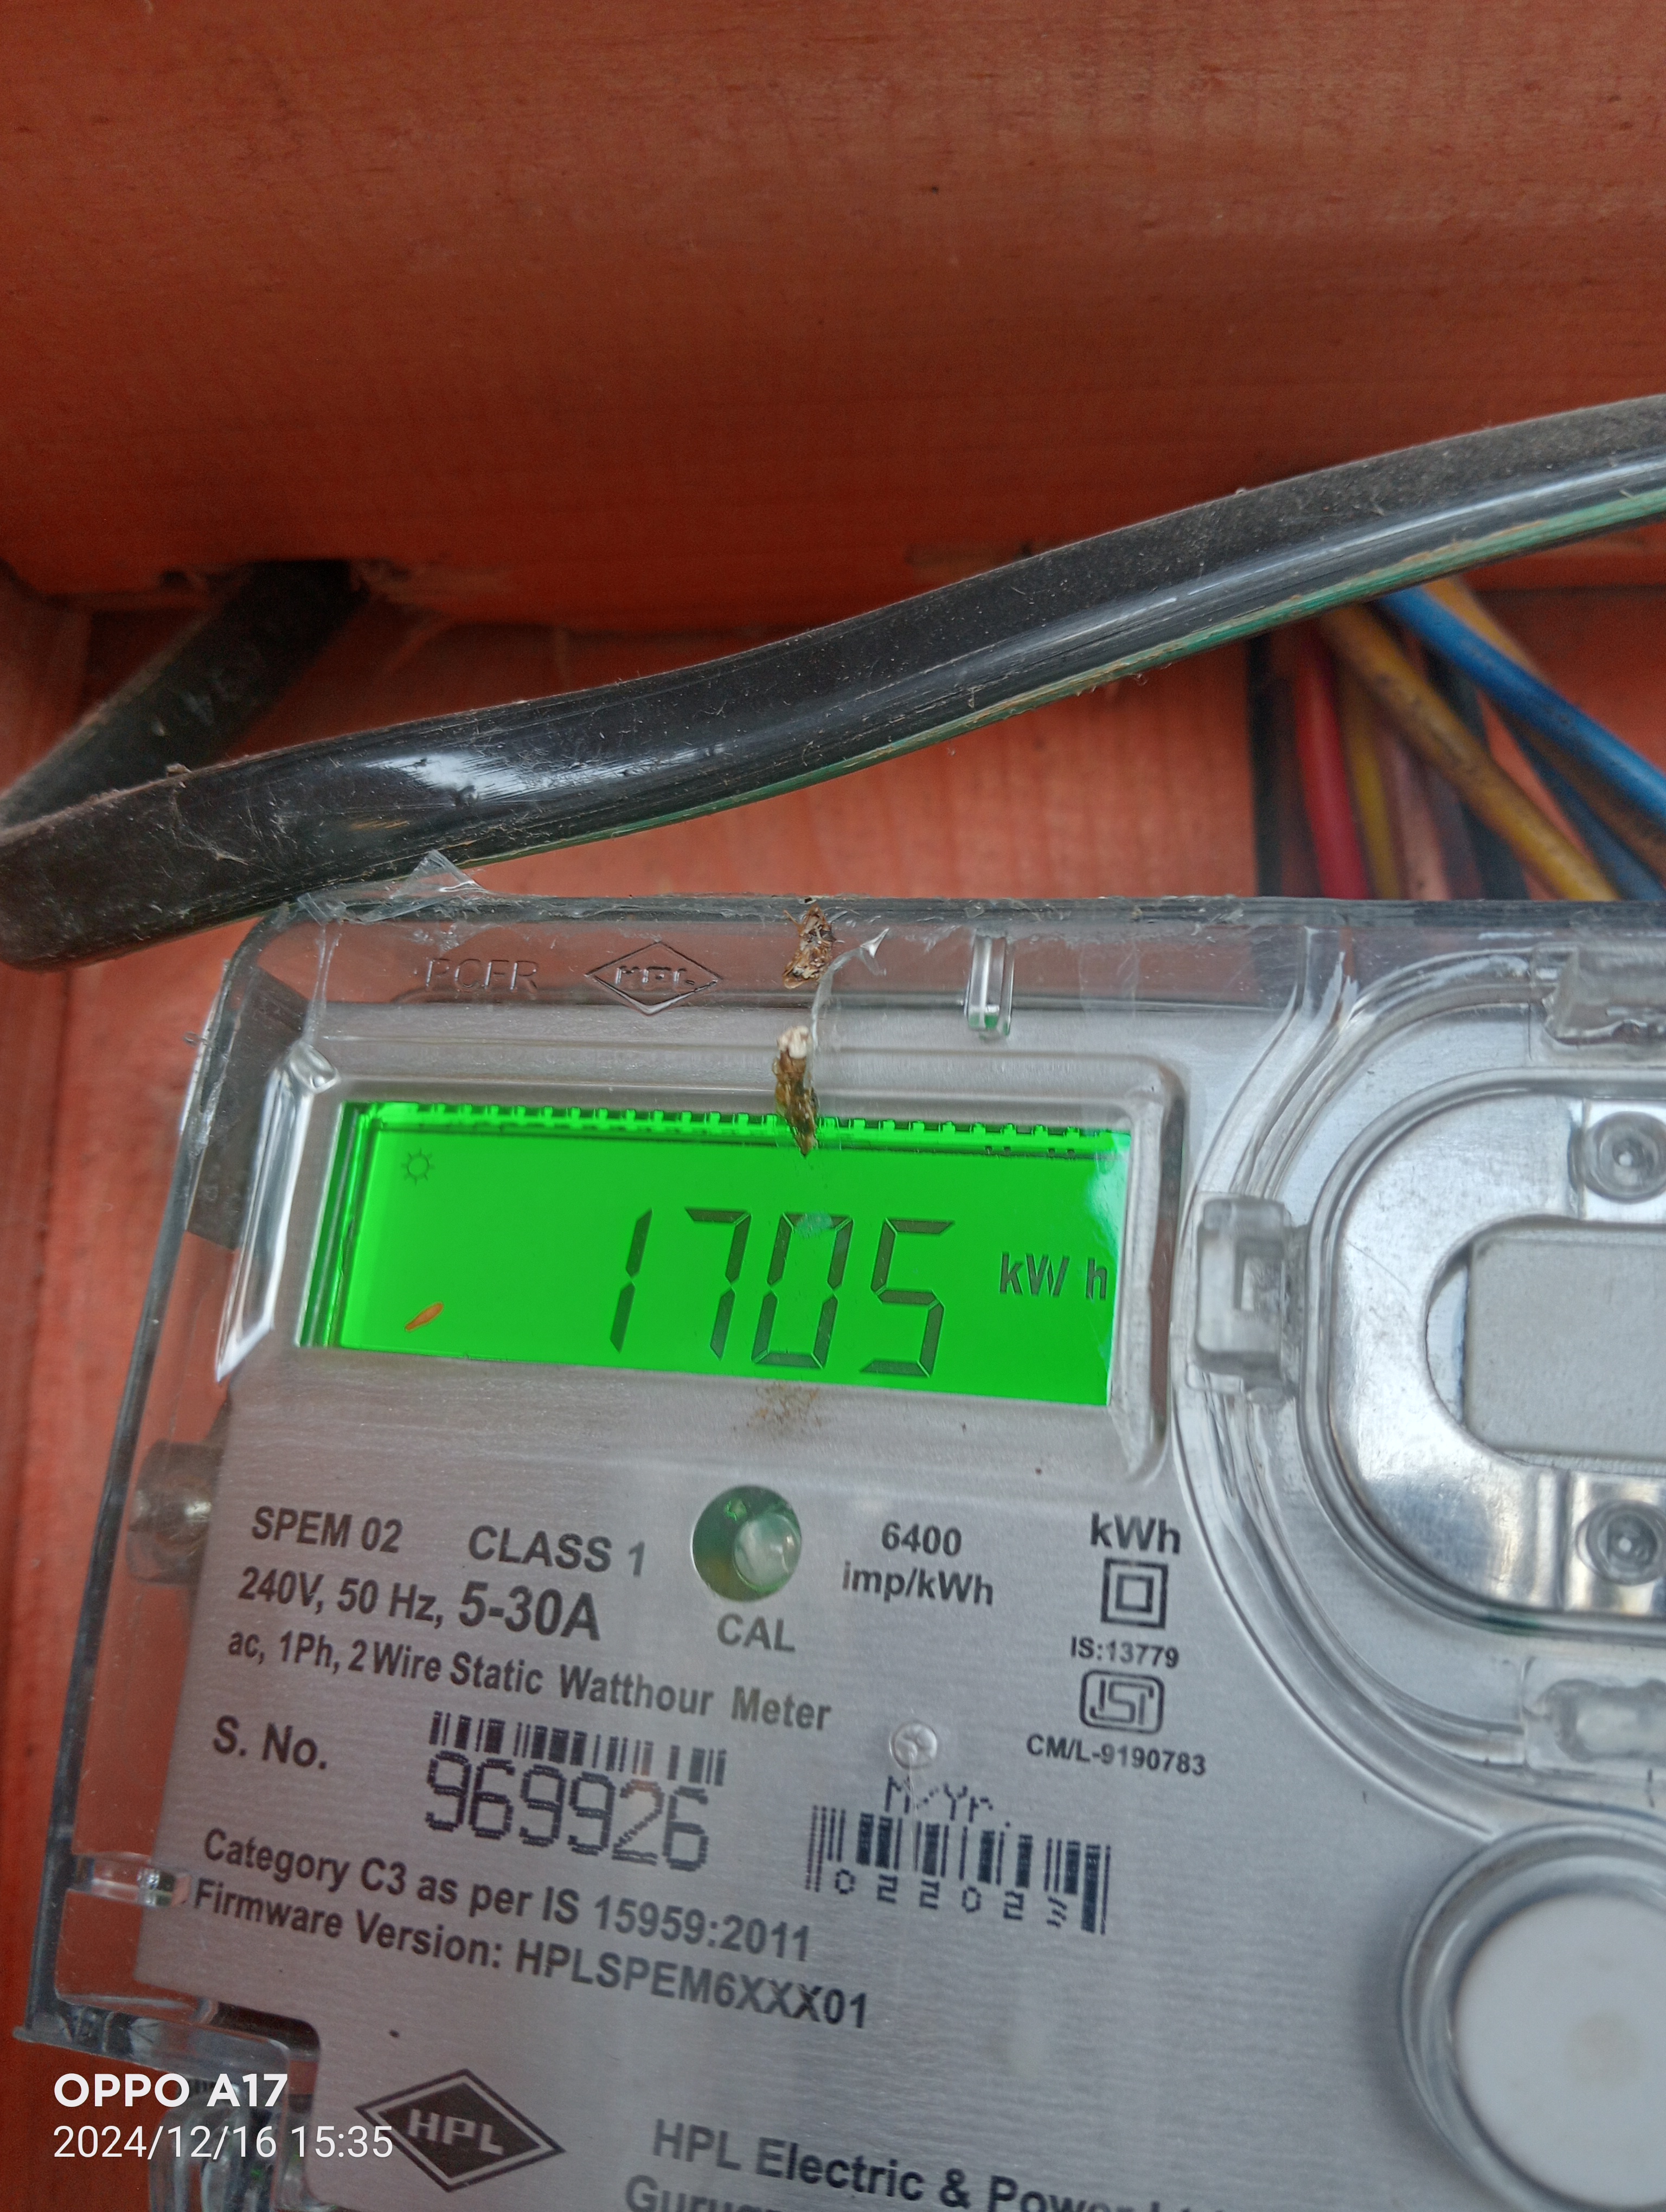 PCFR HPL
1705 kWh
SPEM 02 CLASS 1
240V, 50 Hz, 5-30A
ac, 1Ph, 2 Wire Static Watthour Meter
CAL
6400
imp/kWh
kWh
IS:13779
ISI
CM/L-9190783
S. No.
969926
M/Yr.
022023
Category C3 as per IS 15959:2011
Firmware Version: HPLSPEM6XXX01
HPL
HPL Electric & Power
OPPO A17
2024/12/16 15:35